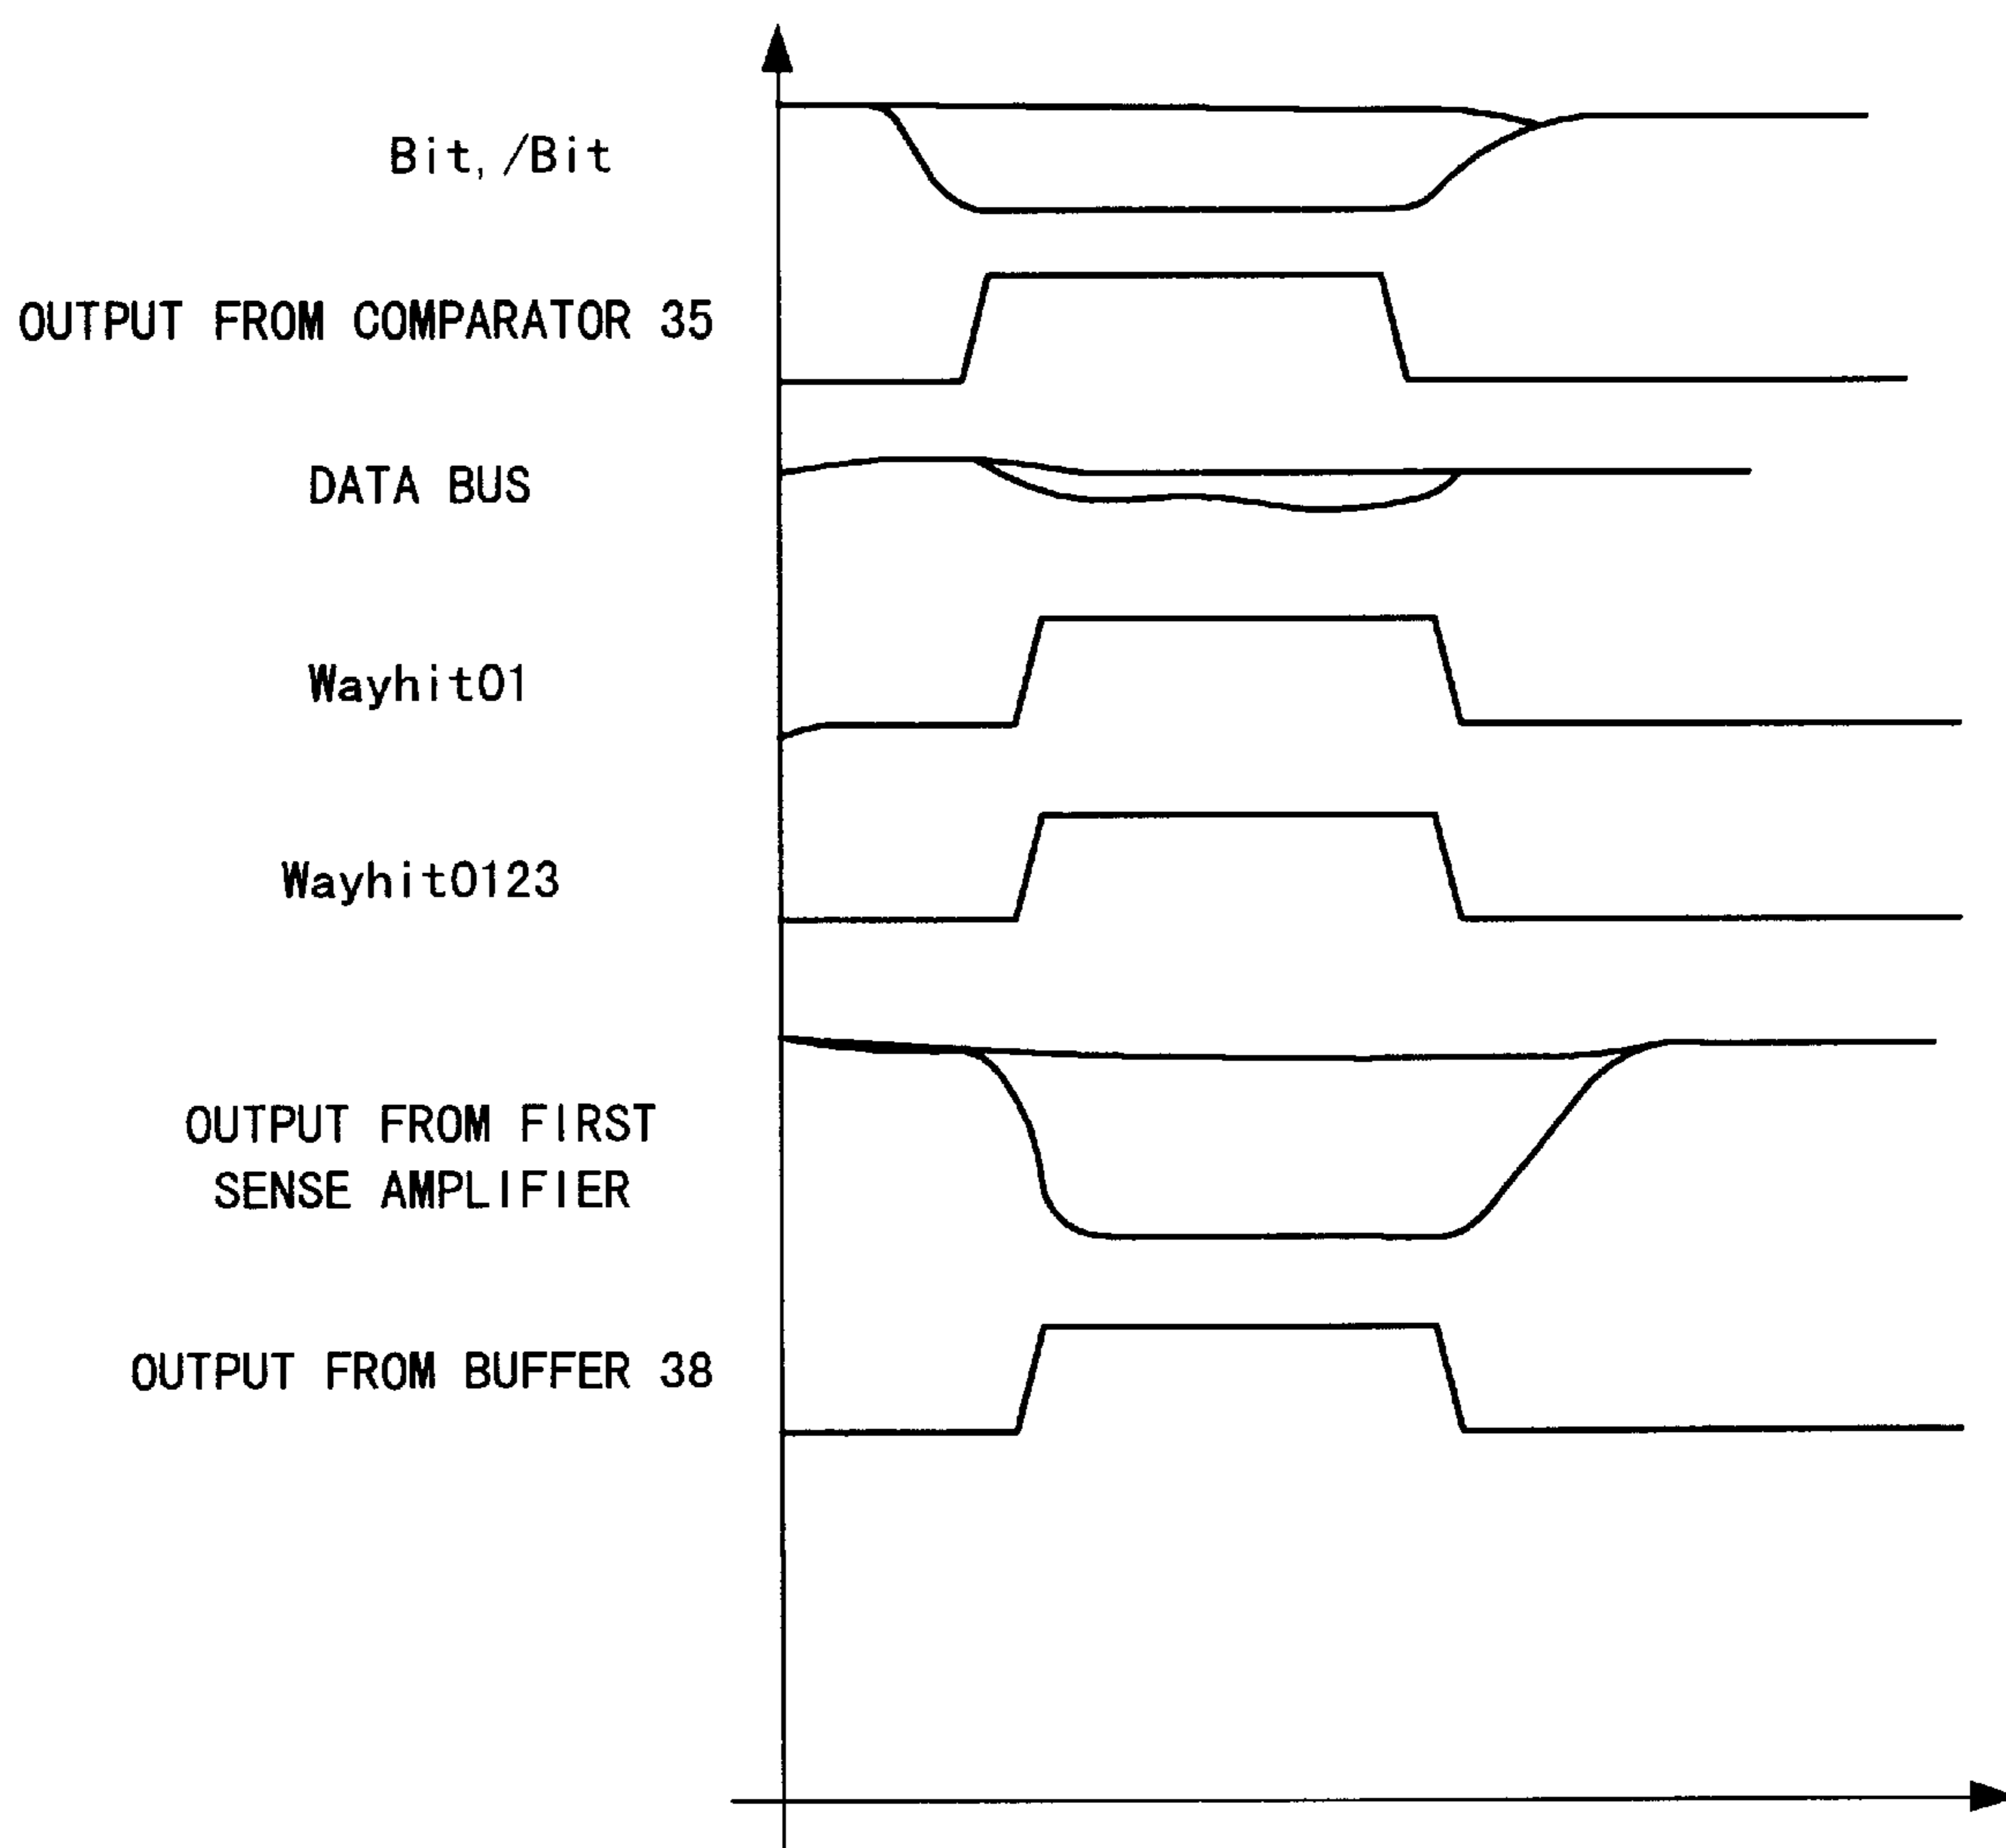 Bit,/Bit
OUTPUT FROM COMPARATOR 35
DATA BUS
Wayhit01
Wayhit0123
OUTPUT FROM FIRST
SENSE AMPLIFIER
OUTPUT FROM BUFFER 38